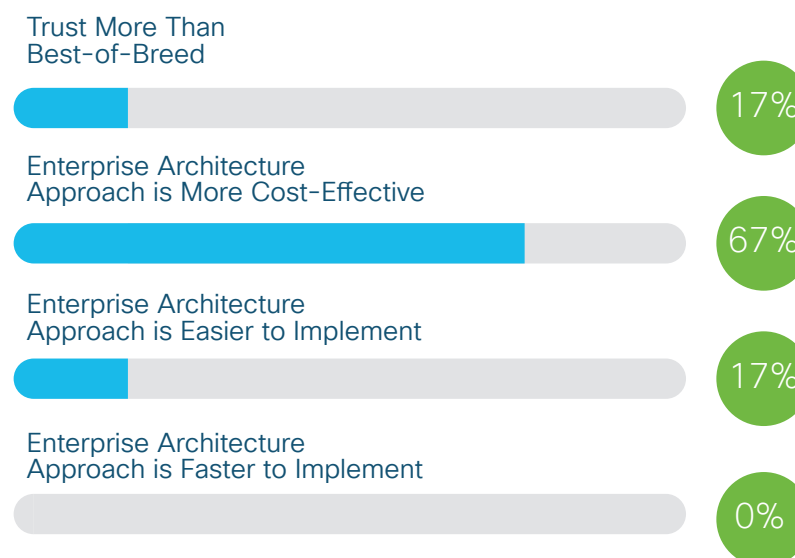 Trust More Than
Best-of-Breed
17%
Enterprise Architecture
Approach is More Cost-Effective
67%
Enterprise Architecture
Approach is Easier to Implement
17%
Enterprise Architecture
Approach is Faster to Implement
0%